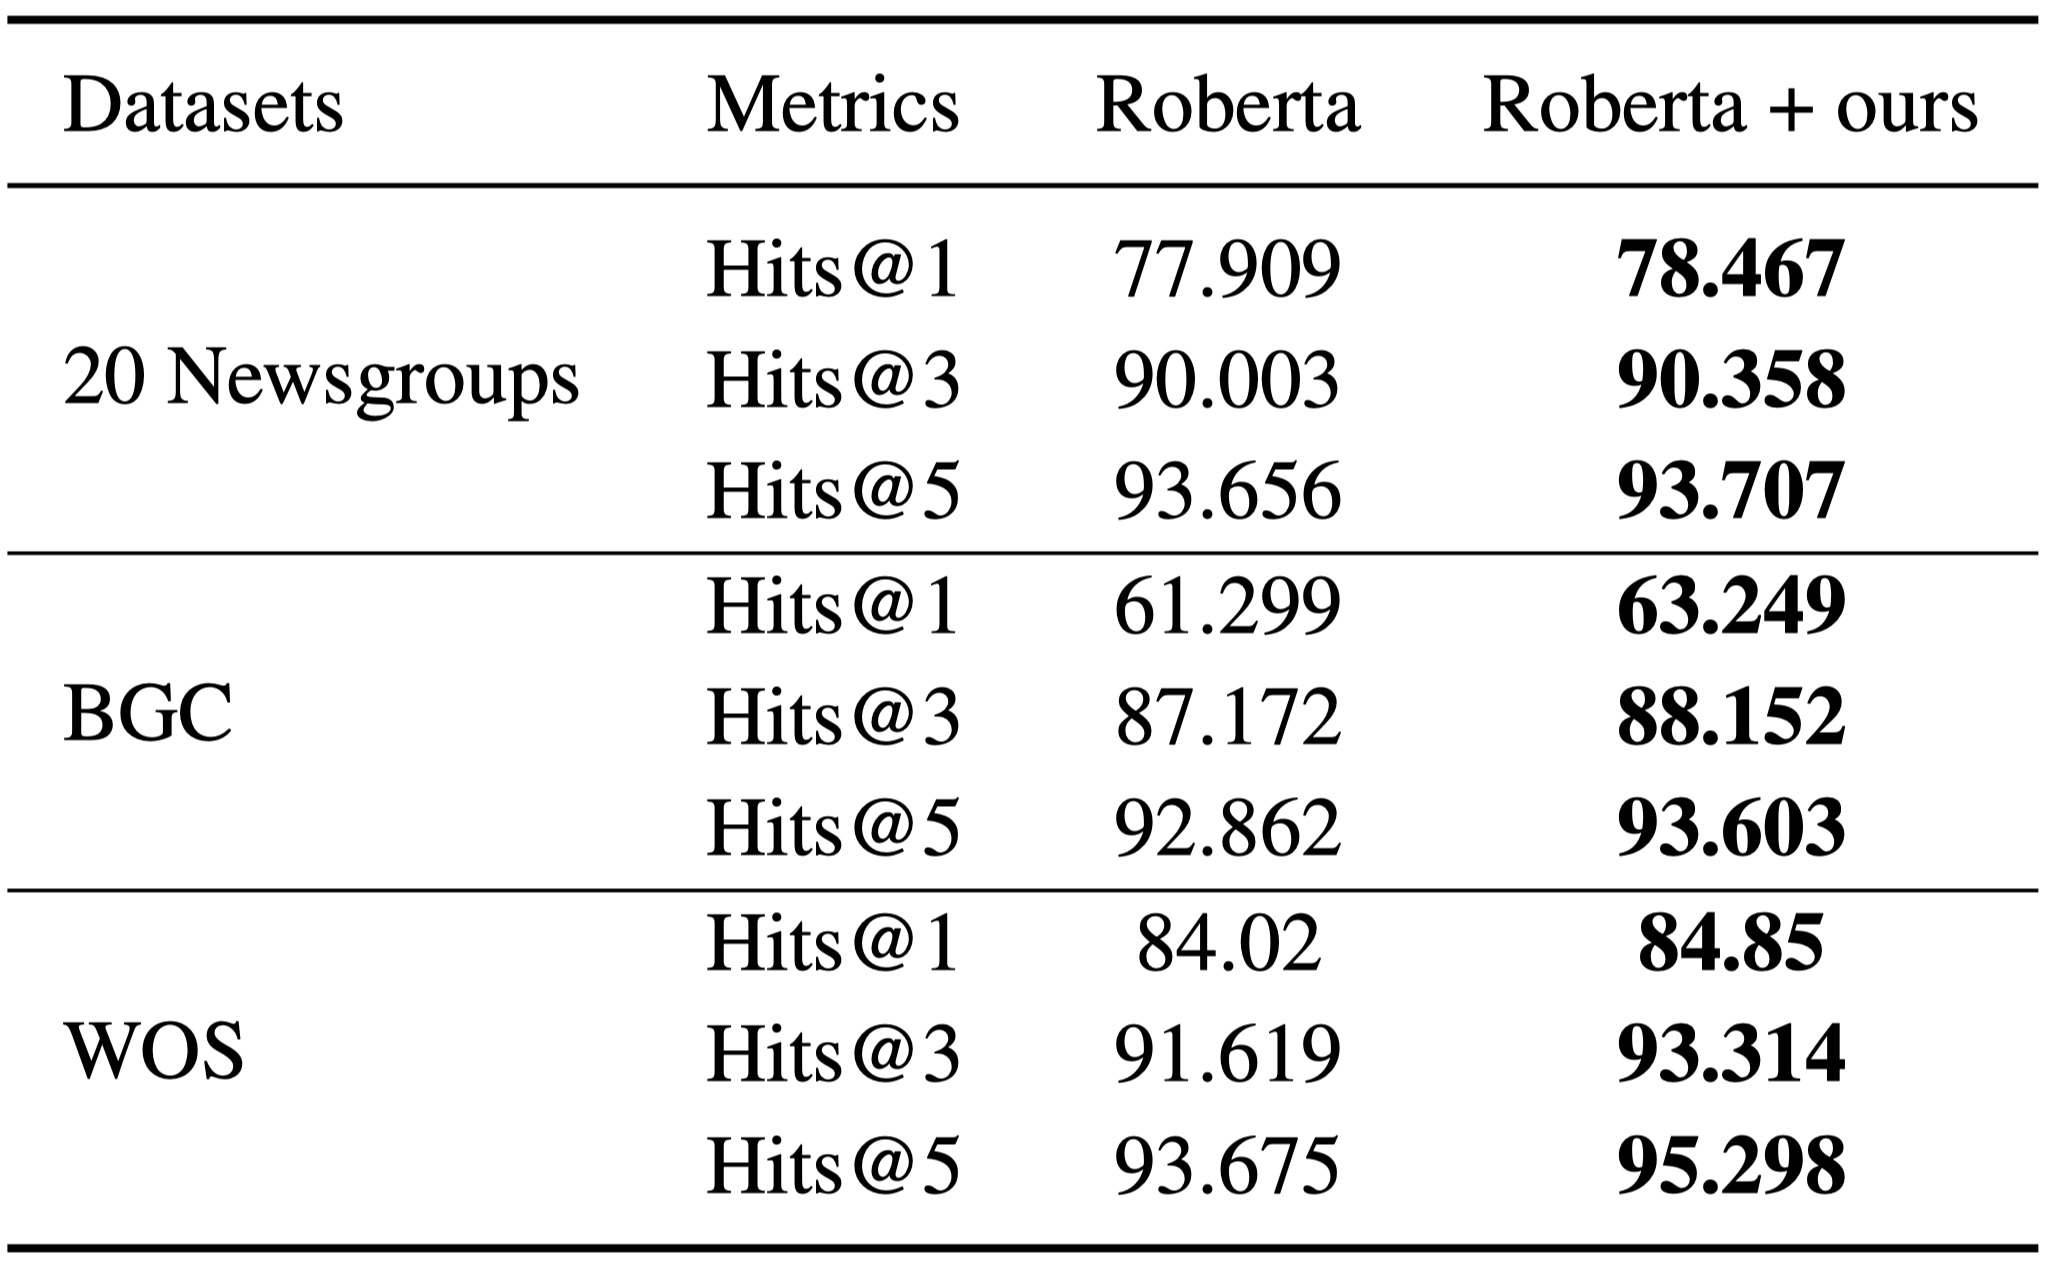 Datasets Metrics Roberta Roberta + ours
Hits@1 77.909 78.467
20 Newsgroups Hits@3 90.003 90.358
Hits@5 93.656 93.707
Hits@1 61.299 63.249
BGC Hits@3 87.172 88.152
Hits@5 92.862 93.603
Hits@1 84.02 84.85
WOS Hits@3 91.619 93.314
Hits@5 93.675 95.298